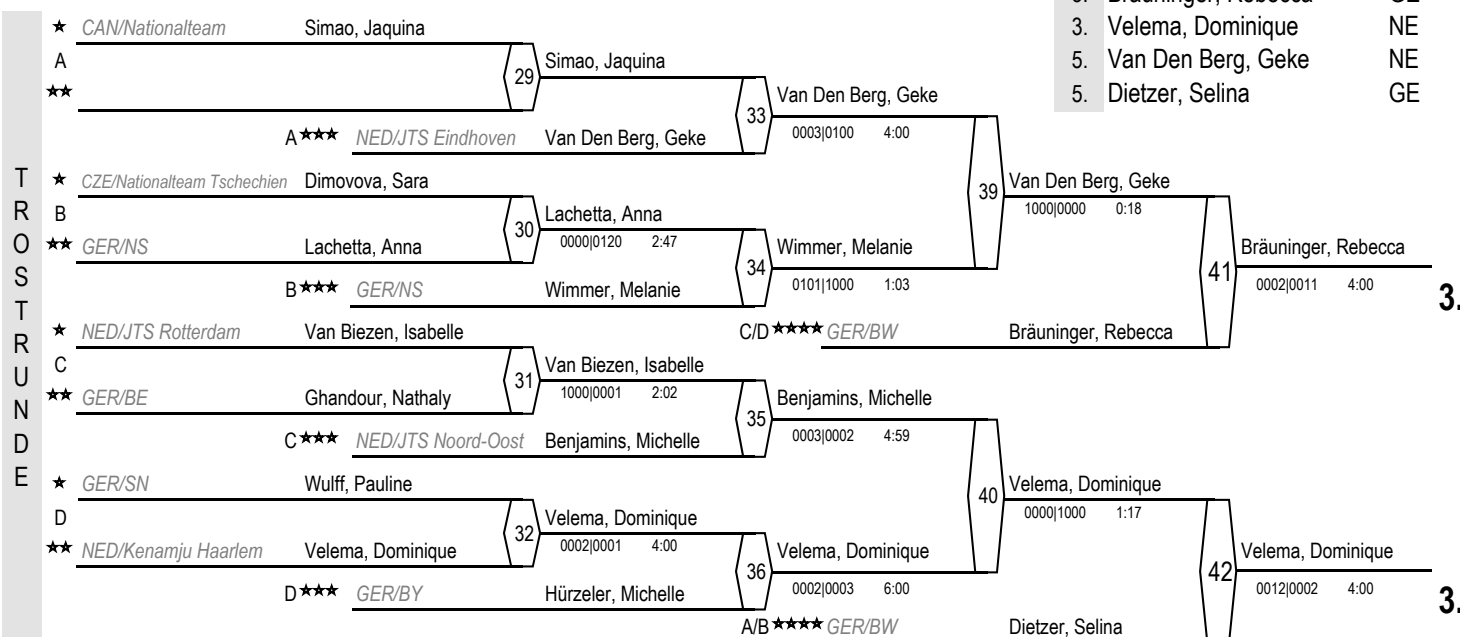 3. Velema, Dominique NE
5. Van Den Berg, Geke NE
5. Dietzer, Selina GE
TROSTRUNDE
CAN/Nationalteam Simao, Jaquina
A
29 Simao, Jaquina
A NED/JTS Eindhoven Van Den Berg, Geke
33 Van Den Berg, Geke
0003|0100 4:00
CZE/Nationalteam Tschechien Dimovova, Sara
B
GER/NS Lachetta, Anna
30 Lachetta, Anna
0000|0120 2:47
B GER/NS Wimmer, Melanie
34 Wimmer, Melanie
0101|1000 1:03
39 Van Den Berg, Geke
1000|0000 0:18
C/D GER/BW Bräuninger, Rebecca
41 Bräuninger, Rebecca
0002|0011 4:00
3.
NED/JTS Rotterdam Van Biezen, Isabelle
C
GER/BE Ghandour, Nathaly
31 Van Biezen, Isabelle
1000|0001 2:02
C NED/JTS Noord-Oost Benjamins, Michelle
35 Benjamins, Michelle
0003|0002 4:59
GER/SN Wulff, Pauline
D
NED/Kenamju Haarlem Velema, Dominique
32 Velema, Dominique
0002|0001 4:00
D GER/BY Hürzeler, Michelle
36 Velema, Dominique
0002|0003 6:00
40 Velema, Dominique
0000|1000 1:17
A/B GER/BW Dietzer, Selina
42 Velema, Dominique
0012|0002 4:00
3.